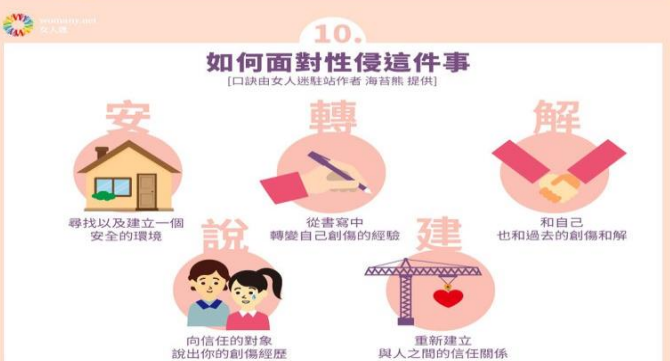 女人迷
10.
如何面對性侵這件事
[口訣由女人迷駐站作者 海苔熊 提供]
安
轉
解
尋找以及建立一個
安全的環境
從書寫中
轉變自己創傷的經驗
和自己
也和過去的創傷和解
說
建
向信任的對象
說出你的創傷經歷
重新建立
與人之間的信任關係